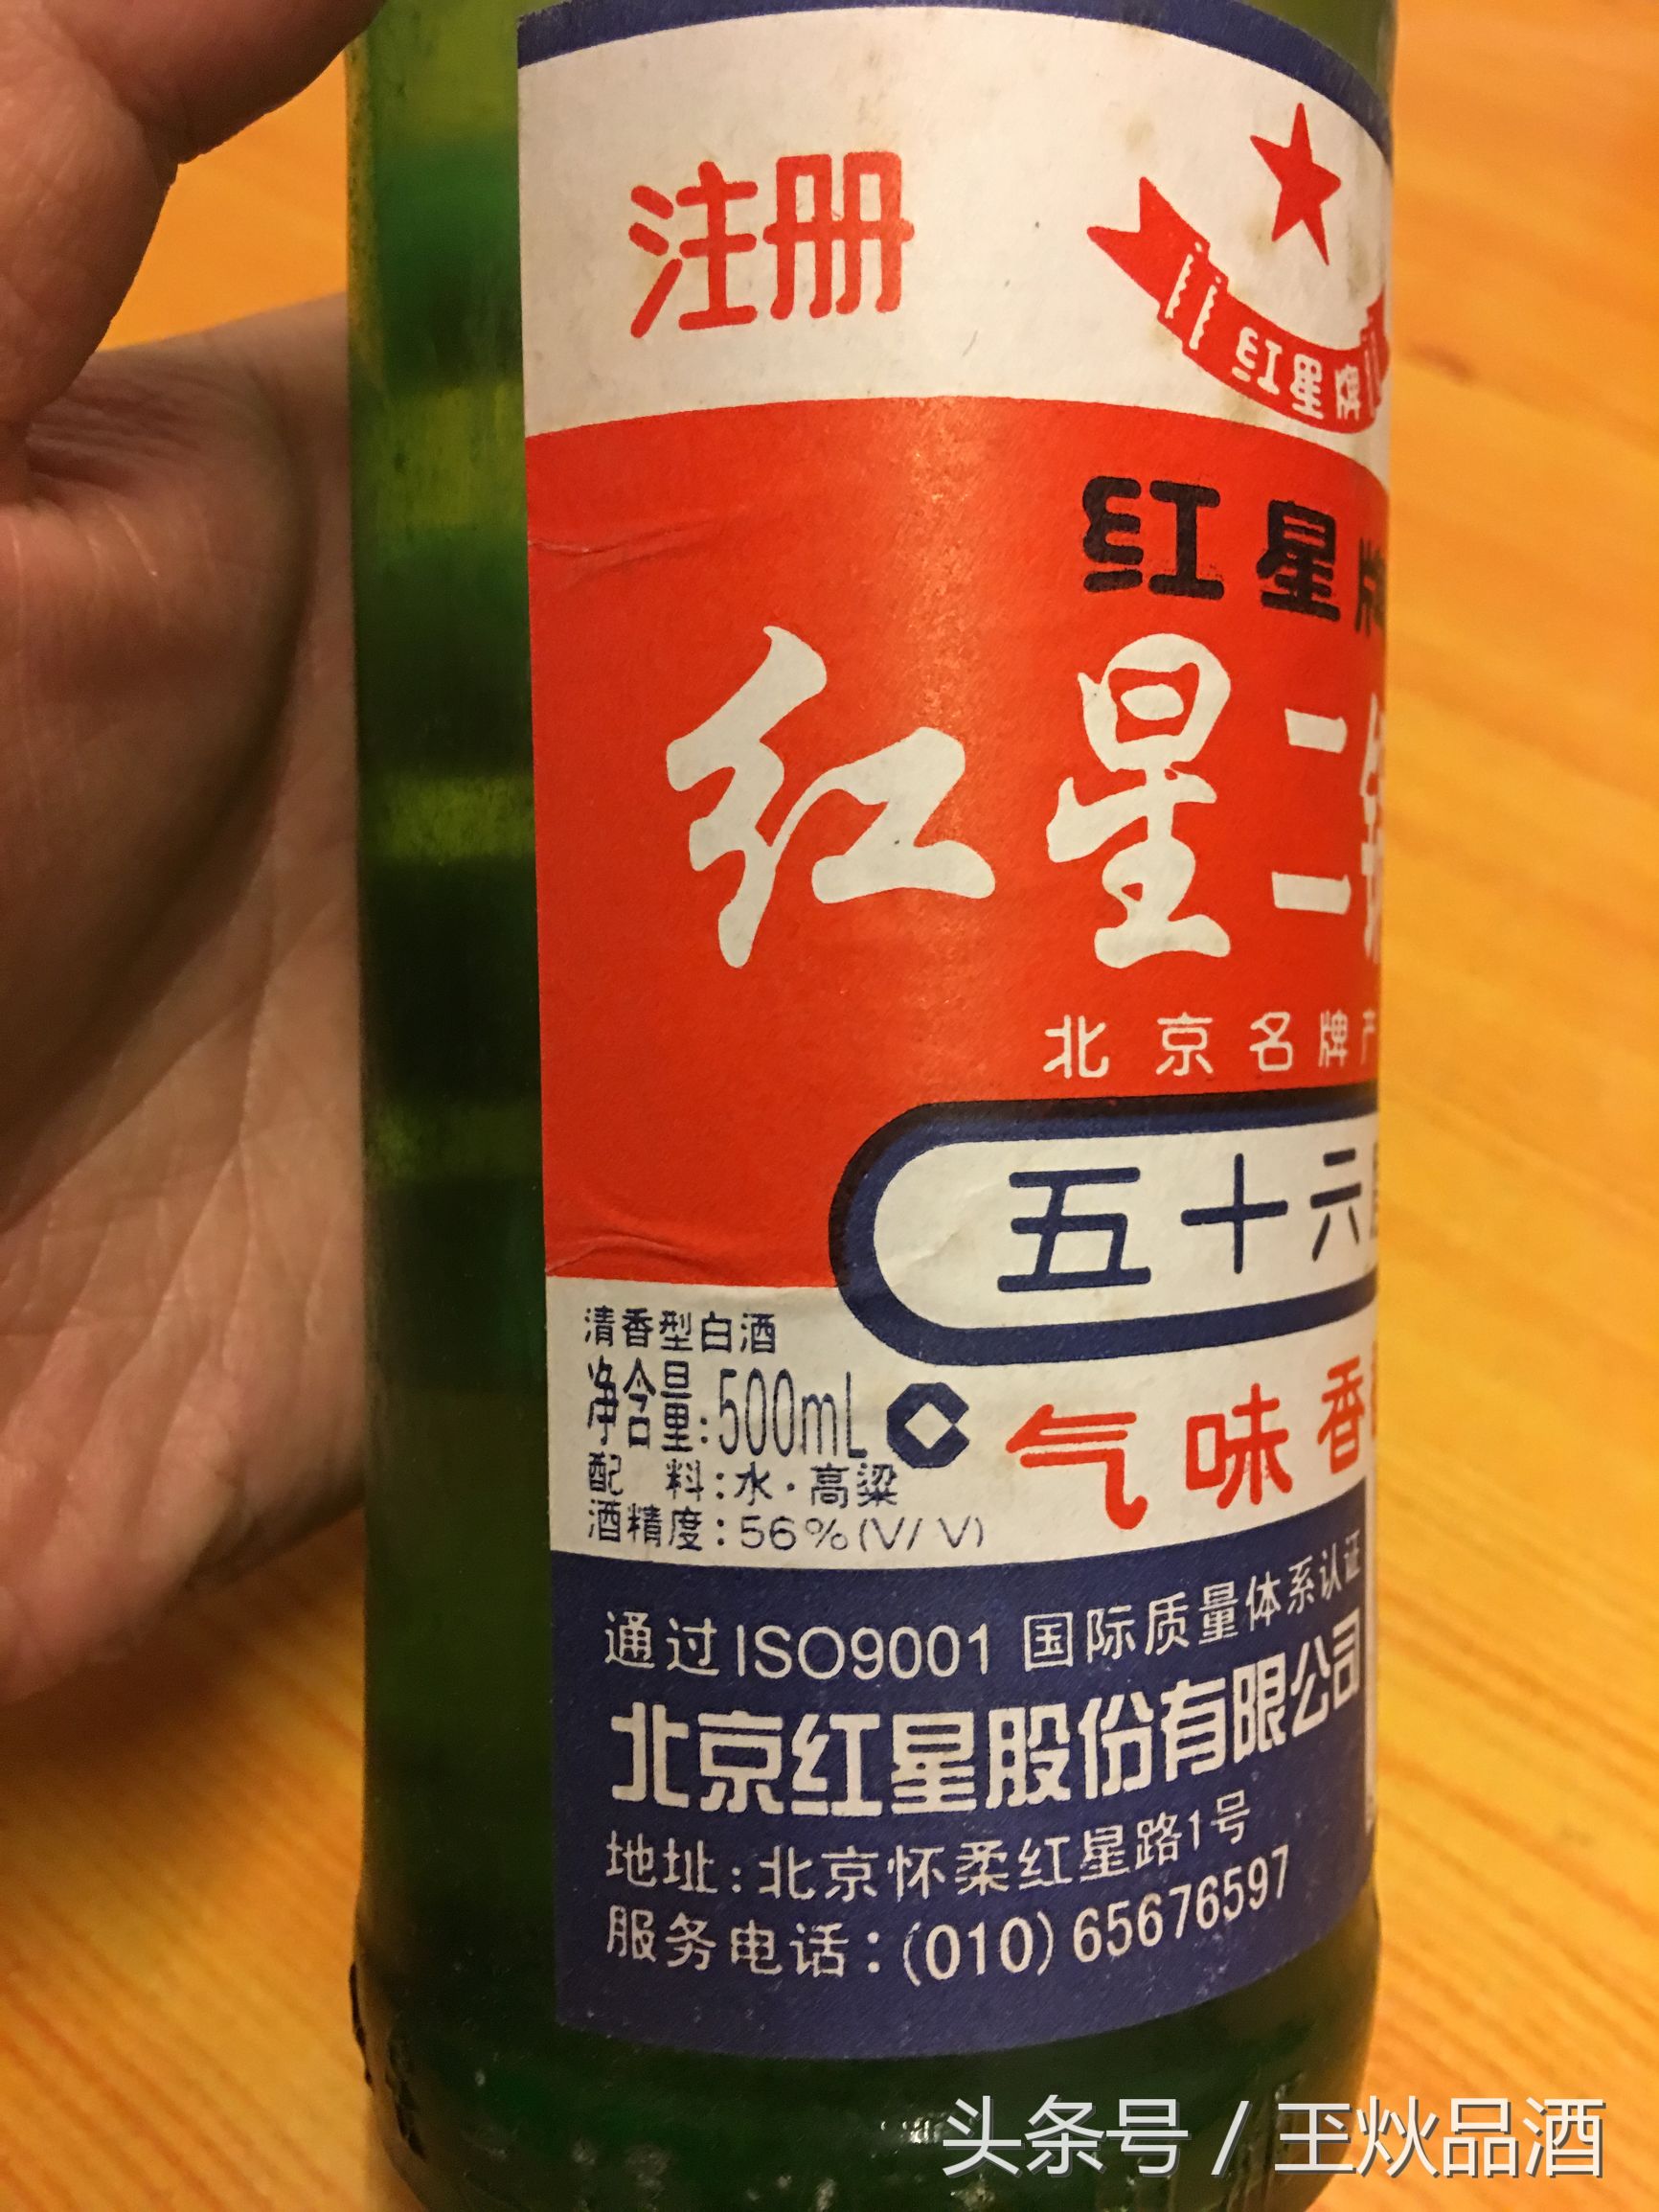 注册
红星牌
红星牌
红星二锅
北京名牌产
五十六度
清香型白酒
净含量:500mL
配 料:水·高粱
酒精度:56%(V/V)
气味香
通过ISO9001 国际质量体系认证
北京红星股份有限公司
地址:北京怀柔红星路1号
服务电话:(010)65676597
头条号 / 王炏品酒